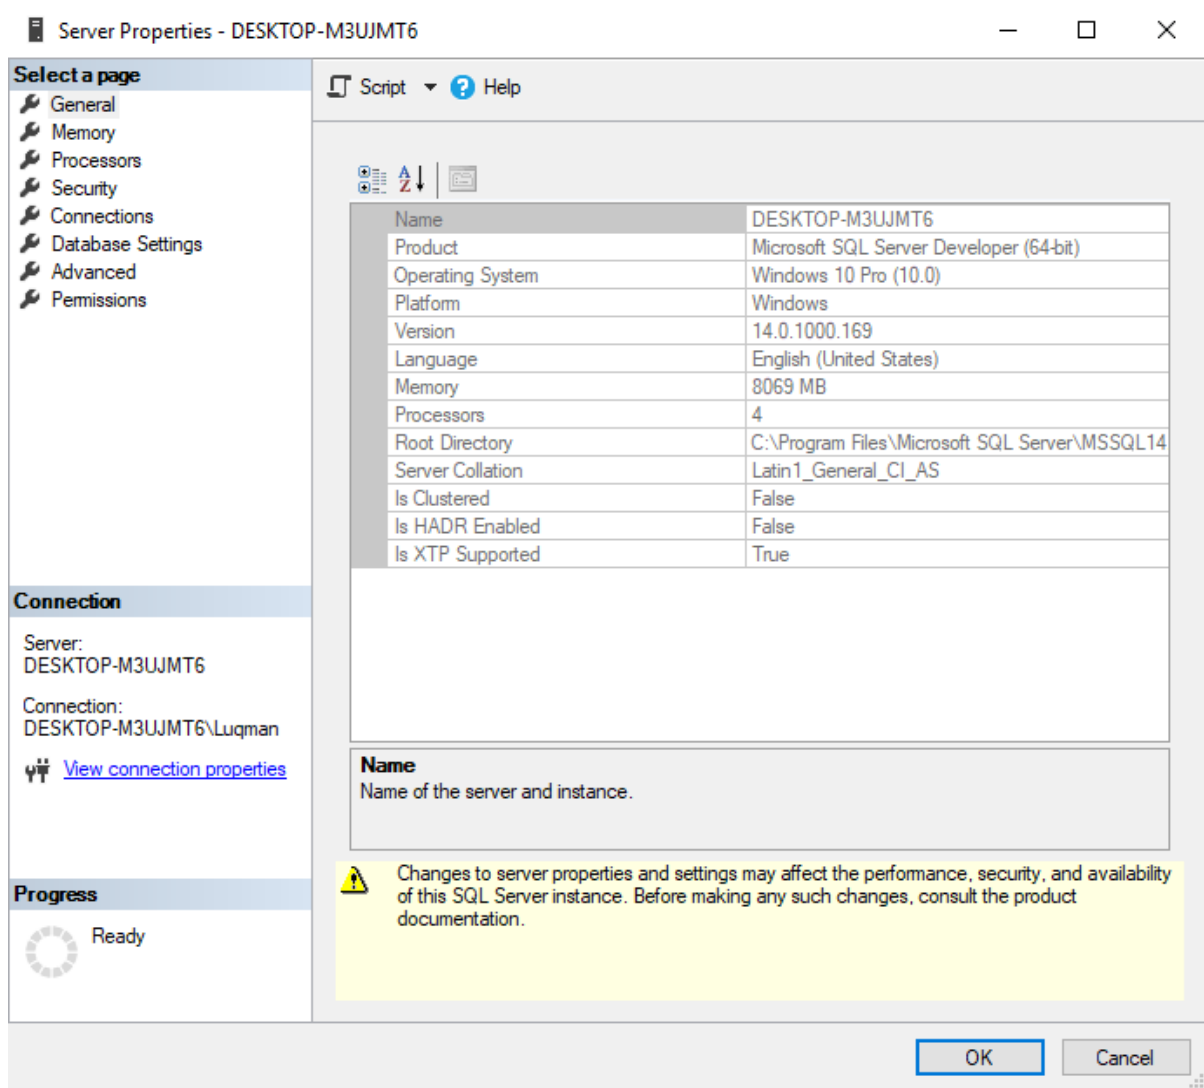 Server Properties - DESKTOP-M3UJMT6
Select a page
General
Memory
Processors
Security
Connections
Database Settings
Advanced
Permissions
Connection
Server:
DESKTOP-M3UJMT6
Connection:
DESKTOP-M3UJMT6\Luqman
View connection properties
Progress
Ready
Script Help
Name DESKTOP-M3UJMT6
Product Microsoft SQL Server Developer (64-bit)
Operating System Windows 10 Pro (10.0)
Platform Windows
Version 14.0.1000.169
Language English (United States)
Memory 8069 MB
Processors 4
Root Directory C:\Program Files\Microsoft SQL Server\MSSQL14
Server Collation Latin1_General_CI_AS
Is Clustered False
Is HADR Enabled False
Is XTP Supported True
Name
Name of the server and instance.
Changes to server properties and settings may affect the performance, security, and availability
of this SQL Server instance. Before making any such changes, consult the product
documentation.
OK Cancel